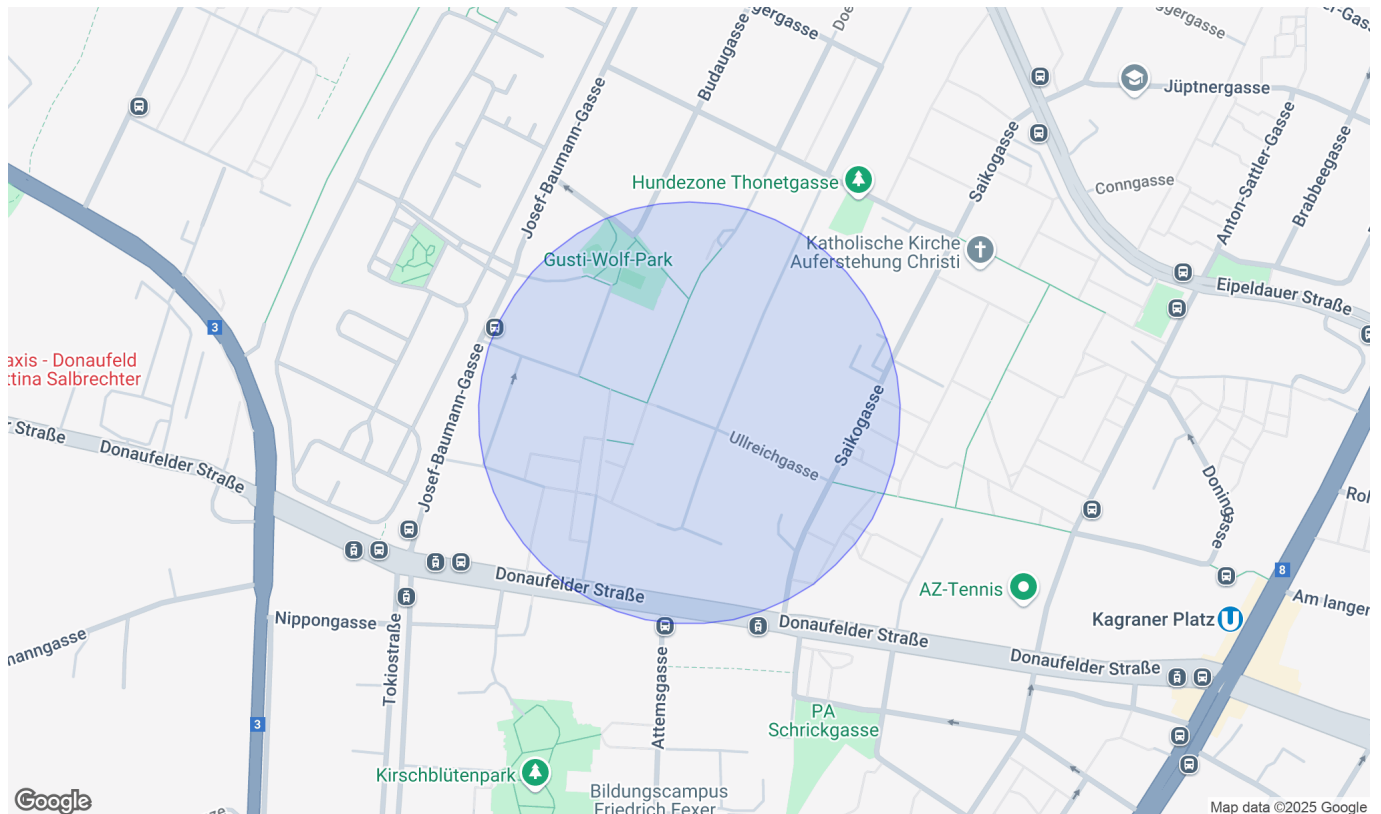 Budaugasse
Josef-Baumann-Gasse
Jüptnergasse
Saikogasse
Anton-Sattler-Gasse
Brabbeegasse
Conngasse
Hundezone Thonetgasse
Katholische Kirche
Auferstehung Christi
Gusti-Wolf-Park
Eipeldauer Straße
3
axis - Donaufeld
ttina Salbrechter
Josef-Baumann-Gasse
Saikogasse
Ullreichgasse
r Straße
Donaufelder Straße
Doningasse
8
Donaufelder Straße
AZ-Tennis
Am langer
Kagraner Platz
U
Nippongasse
Donaufelder Straße
Donaufelder Straße
manngasse
Tokiostraße
Attemsgasse
3
PA
Schrickgasse
Kirschblütenpark
Bildungscampus
Friedrich Fexer
Google
Map data ©2025 Google